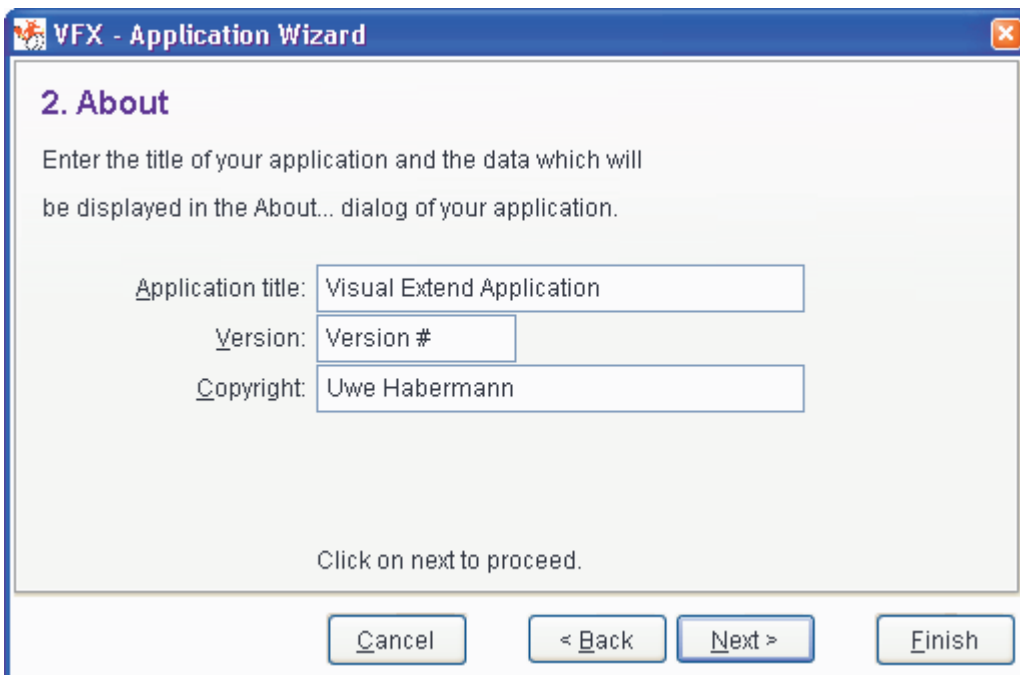 VFX - Application Wizard
2. About
Enter the title of your application and the data which will
be displayed in the About... dialog of your application.
Application title: Visual Extend Application
Version: Version #
Copyright: Uwe Habermann
Click on next to proceed.
Cancel < Back Next > Finish